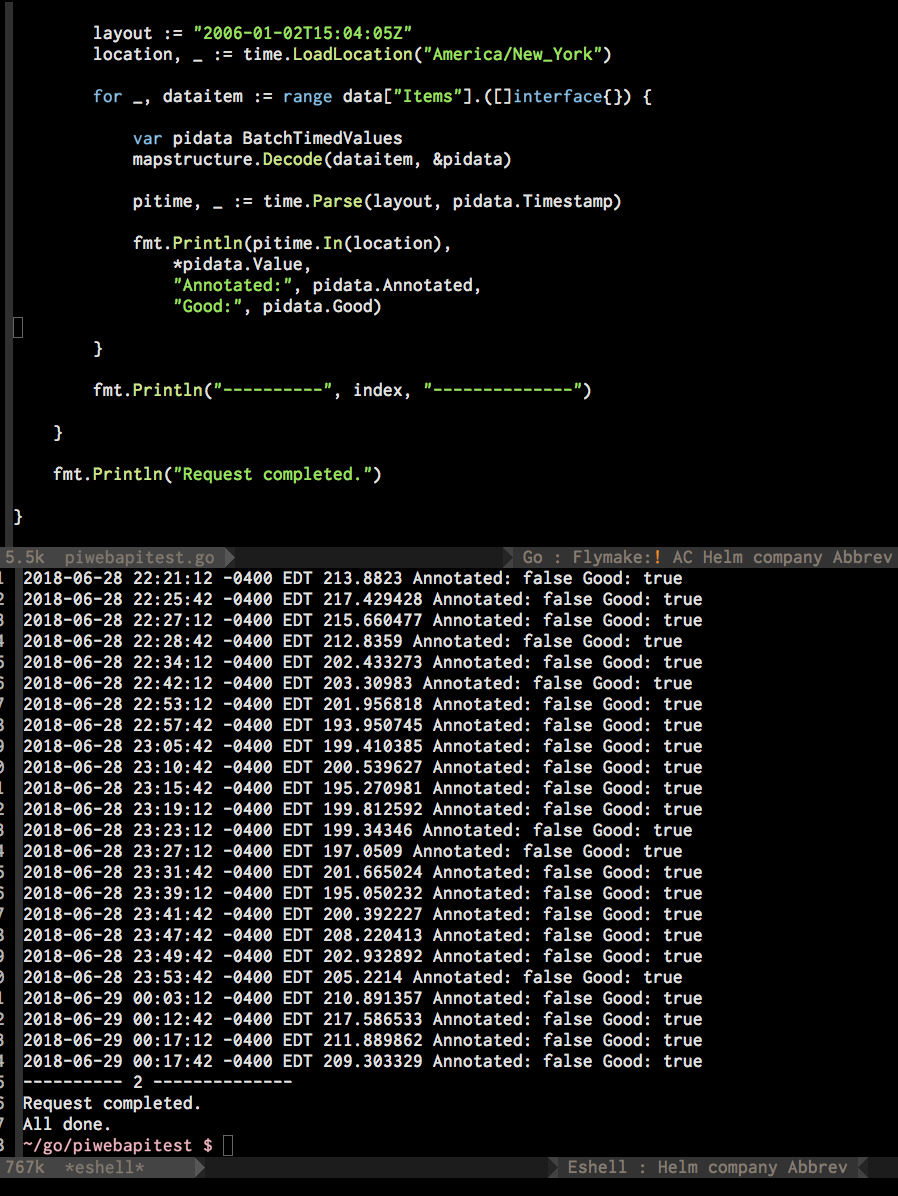 layout := "2006-01-02T15:04:05Z"
location, _ := time.LoadLocation("America/New_York")
for _, dataitem := range data["Items"].([]interface{}) {
var pidata BatchTimedValues
mapstructure.Decode(dataitem, &pidata)
pitime, _ := time.Parse(layout, pidata.Timestamp)
fmt.Println(pitime.In(location),
*pidata.Value,
"Annotated:", pidata.Annotated,
"Good:", pidata.Good)
}
fmt.Println("----------", index, "--------------")
}
fmt.Println("Request completed.")
}
5.5k piwebapitest.go Go : Flymake:! AC Helm company Abbrev
1 2018-06-28 22:21:12 -0400 EDT 213.8823 Annotated: false Good: true
2 2018-06-28 22:25:42 -0400 EDT 217.429428 Annotated: false Good: true
3 2018-06-28 22:27:12 -0400 EDT 215.660477 Annotated: false Good: true
4 2018-06-28 22:28:42 -0400 EDT 212.8359 Annotated: false Good: true
5 2018-06-28 22:34:12 -0400 EDT 202.433273 Annotated: false Good: true
6 2018-06-28 22:42:12 -0400 EDT 203.30983 Annotated: false Good: true
7 2018-06-28 22:53:12 -0400 EDT 201.956818 Annotated: false Good: true
8 2018-06-28 22:57:42 -0400 EDT 193.950745 Annotated: false Good: true
9 2018-06-28 23:05:42 -0400 EDT 199.410385 Annotated: false Good: true
0 2018-06-28 23:10:42 -0400 EDT 200.539627 Annotated: false Good: true
1 2018-06-28 23:15:42 -0400 EDT 195.270981 Annotated: false Good: true
2 2018-06-28 23:19:12 -0400 EDT 199.812592 Annotated: false Good: true
3 2018-06-28 23:23:12 -0400 EDT 199.34346 Annotated: false Good: true
4 2018-06-28 23:27:12 -0400 EDT 197.0509 Annotated: false Good: true
5 2018-06-28 23:31:42 -0400 EDT 201.665024 Annotated: false Good: true
6 2018-06-28 23:39:12 -0400 EDT 195.050232 Annotated: false Good: true
7 2018-06-28 23:41:42 -0400 EDT 200.392227 Annotated: false Good: true
8 2018-06-28 23:47:42 -0400 EDT 208.220413 Annotated: false Good: true
9 2018-06-28 23:49:42 -0400 EDT 202.932892 Annotated: false Good: true
0 2018-06-28 23:53:42 -0400 EDT 205.2214 Annotated: false Good: true
1 2018-06-29 00:03:12 -0400 EDT 210.891357 Annotated: false Good: true
2 2018-06-29 00:12:42 -0400 EDT 217.586533 Annotated: false Good: true
3 2018-06-29 00:17:12 -0400 EDT 211.889862 Annotated: false Good: true
4 2018-06-29 00:17:42 -0400 EDT 209.303329 Annotated: false Good: true
5 ---------- 2 --------------
6 Request completed.
7 All done.
8 ~/go/piwebapitest $
767k *eshell* Eshell : Helm company Abbrev